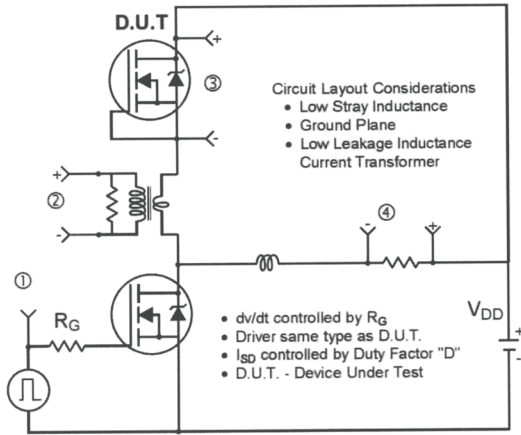 D.U.T
+
③
-
Circuit Layout Considerations
• Low Stray Inductance
• Ground Plane
• Low Leakage Inductance
Current Transformer
+
②
-
④
-
+
①
RG
• dv/dt controlled by RG
• Driver same type as D.U.T.
• ISD controlled by Duty Factor "D"
• D.U.T. - Device Under Test
VDD
+
-